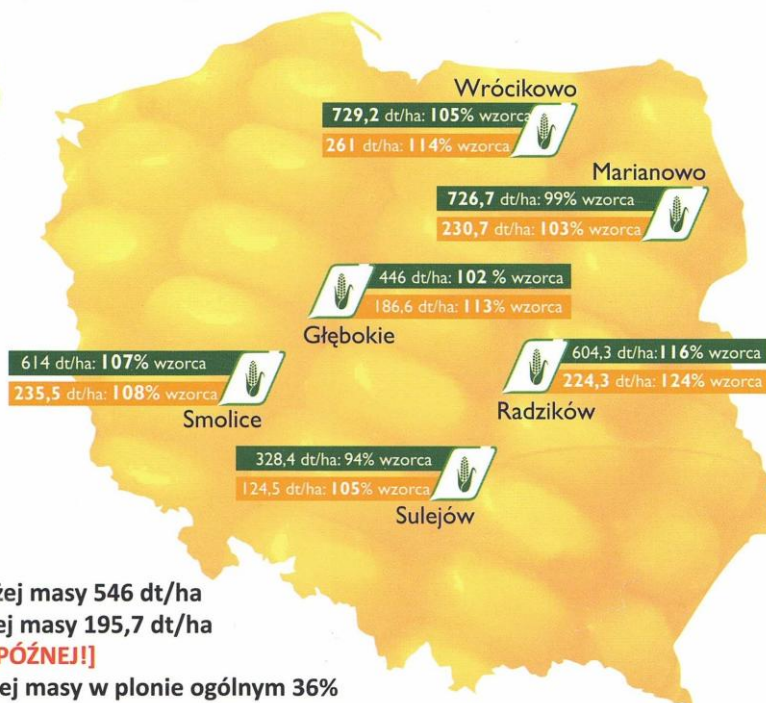 Wrócikowo
729,2 dt/ha: 105% wzorca
261 dt/ha: 114% wzorca
Marianowo
726,7 dt/ha: 99% wzorca
230,7 dt/ha: 103% wzorca
446 dt/ha: 102 % wzorca
186,6 dt/ha: 113% wzorca
Głębokie
614 dt/ha: 107% wzorca
235,5 dt/ha: 108% wzorca
Smolice
604,3 dt/ha: 116% wzorca
224,3 dt/ha: 124% wzorca
Radzików
328,4 dt/ha: 94% wzorca
124,5 dt/ha: 105% wzorca
Sulejów
żej masy 546 dt/ha
ej masy 195,7 dt/ha
PÓŹNEJ!]
ej masy w plonie ogólnym 36%